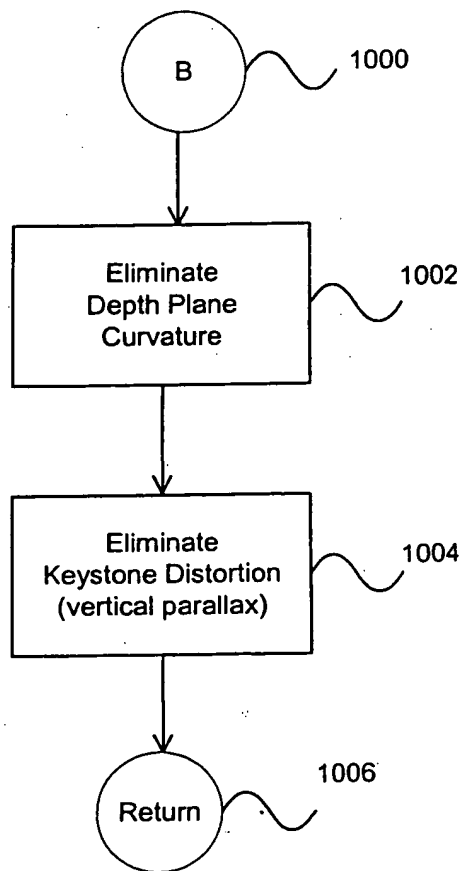 B
1000
Eliminate
Depth Plane
Curvature
1002
Eliminate
Keystone Distortion
(vertical parallax)
1004
Return
1006